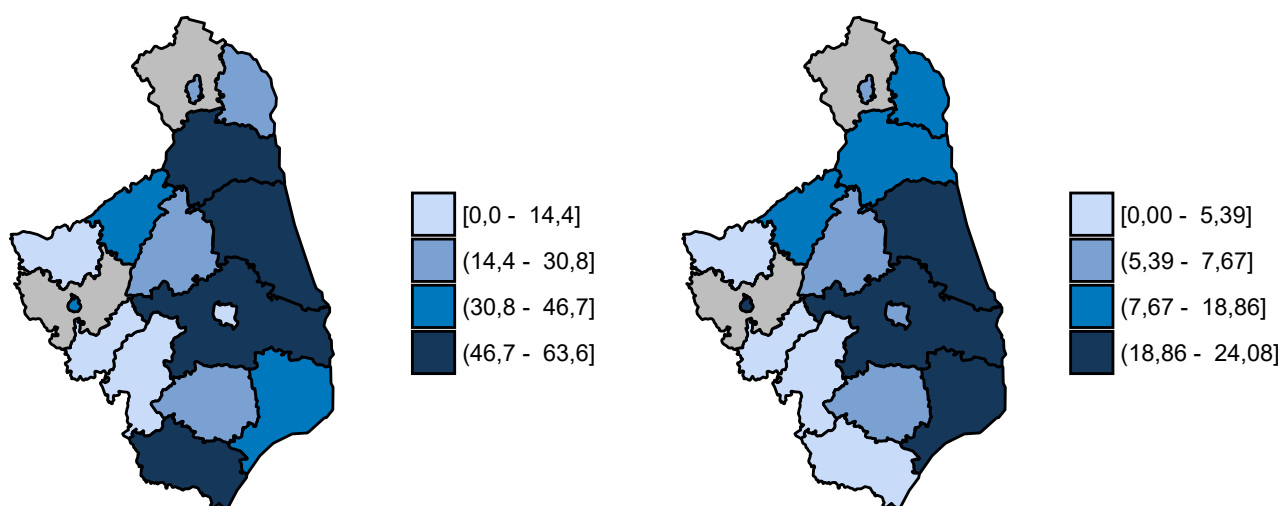 [0,0 - 14,4]
(14,4 - 30,8]
(30,8 - 46,7]
(46,7 - 63,6]
[0,00 - 5,39]
(5,39 - 7,67]
(7,67 - 18,86]
(18,86 - 24,08]